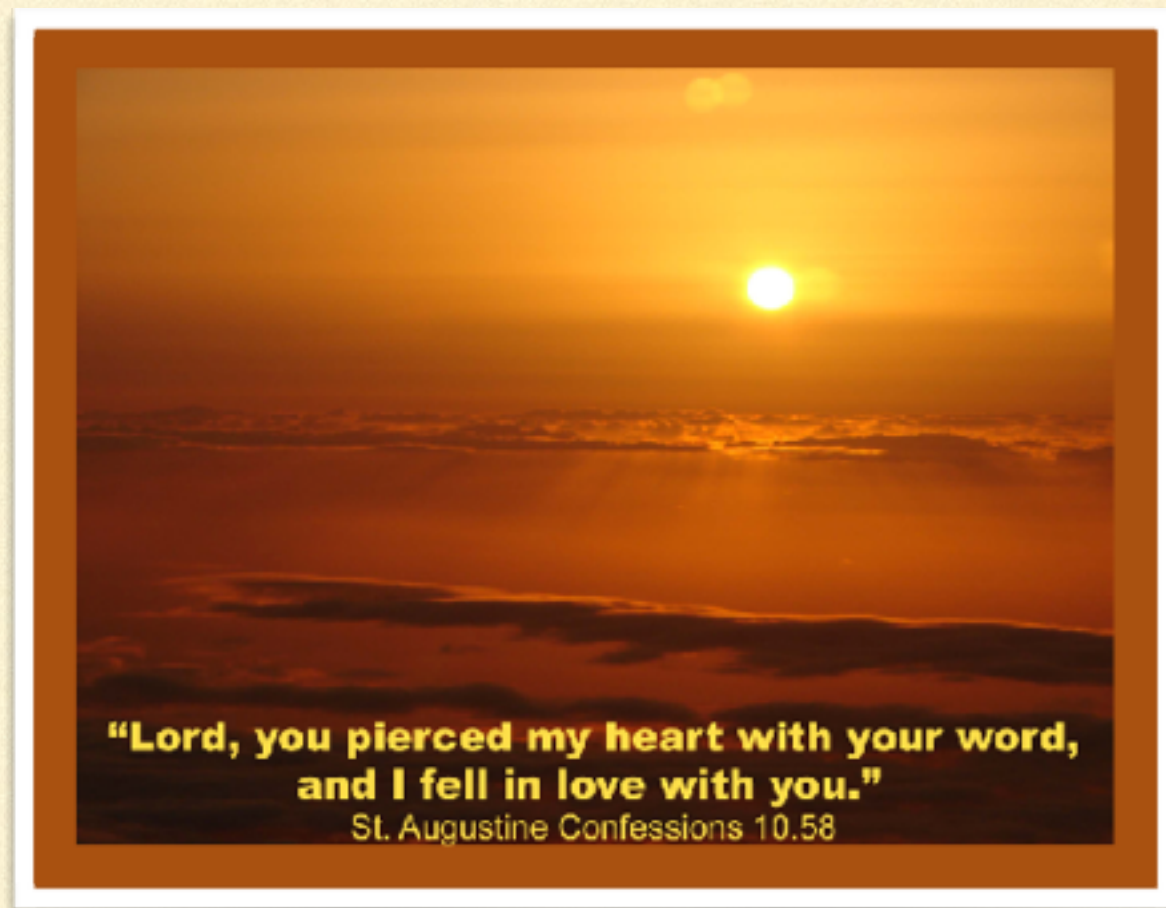 “Lord, you pierced my heart with your word,
and I fell in love with you.”
St. Augustine Confessions 10.58